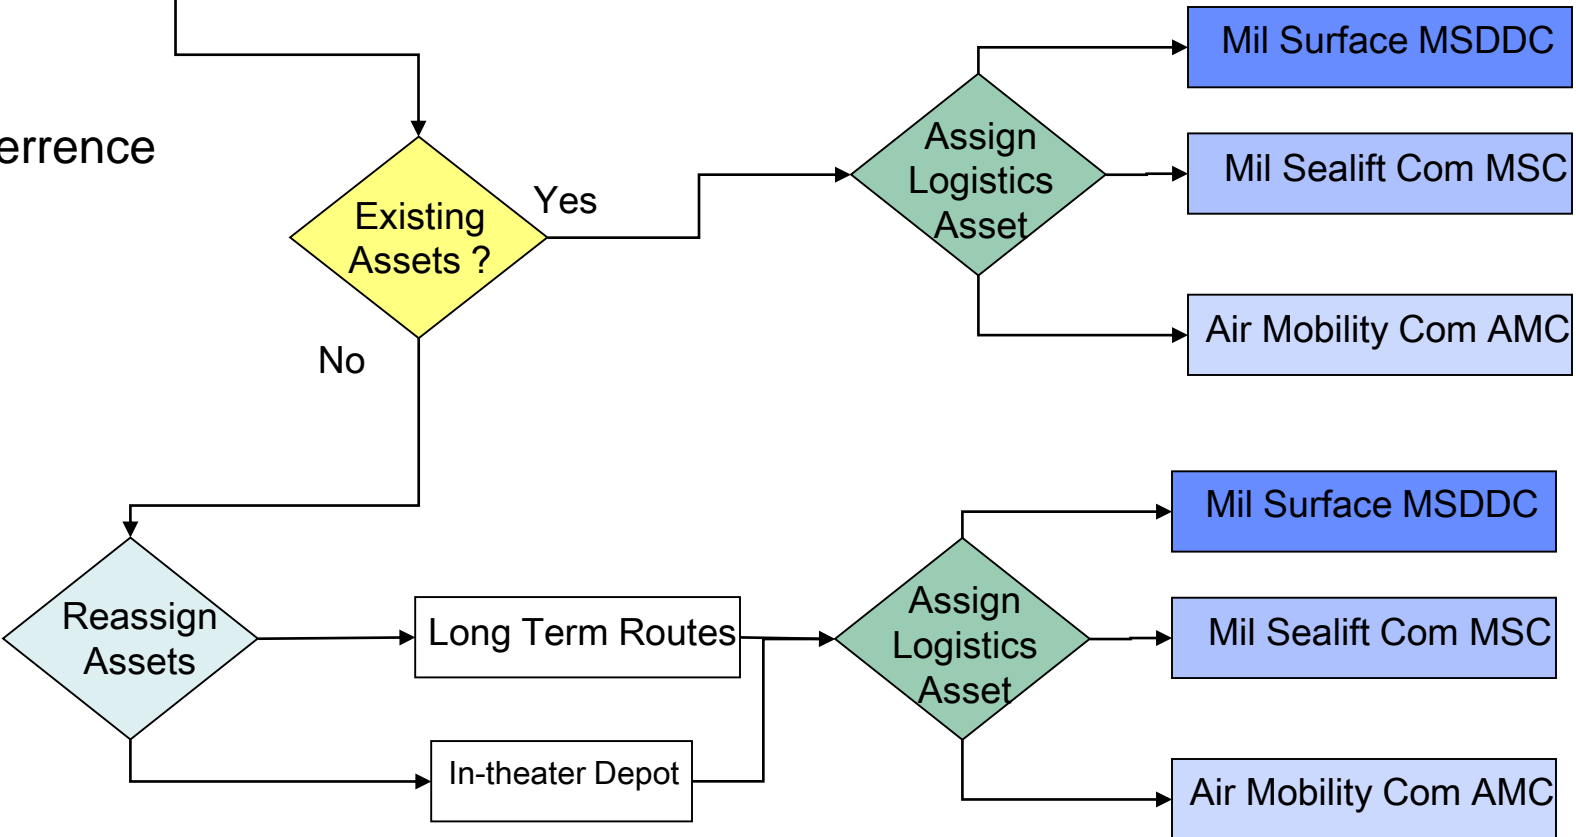 Mil Surface MSDDC
errence
Assign
Logistics
Asset
Mil Sealift Com MSC
Yes
Existing
Assets ?
Air Mobility Com AMC
No
Mil Surface MSDDC
Reassign
Assets
Long Term Routes
Assign
Logistics
Asset
Mil Sealift Com MSC
In-theater Depot
Air Mobility Com AMC